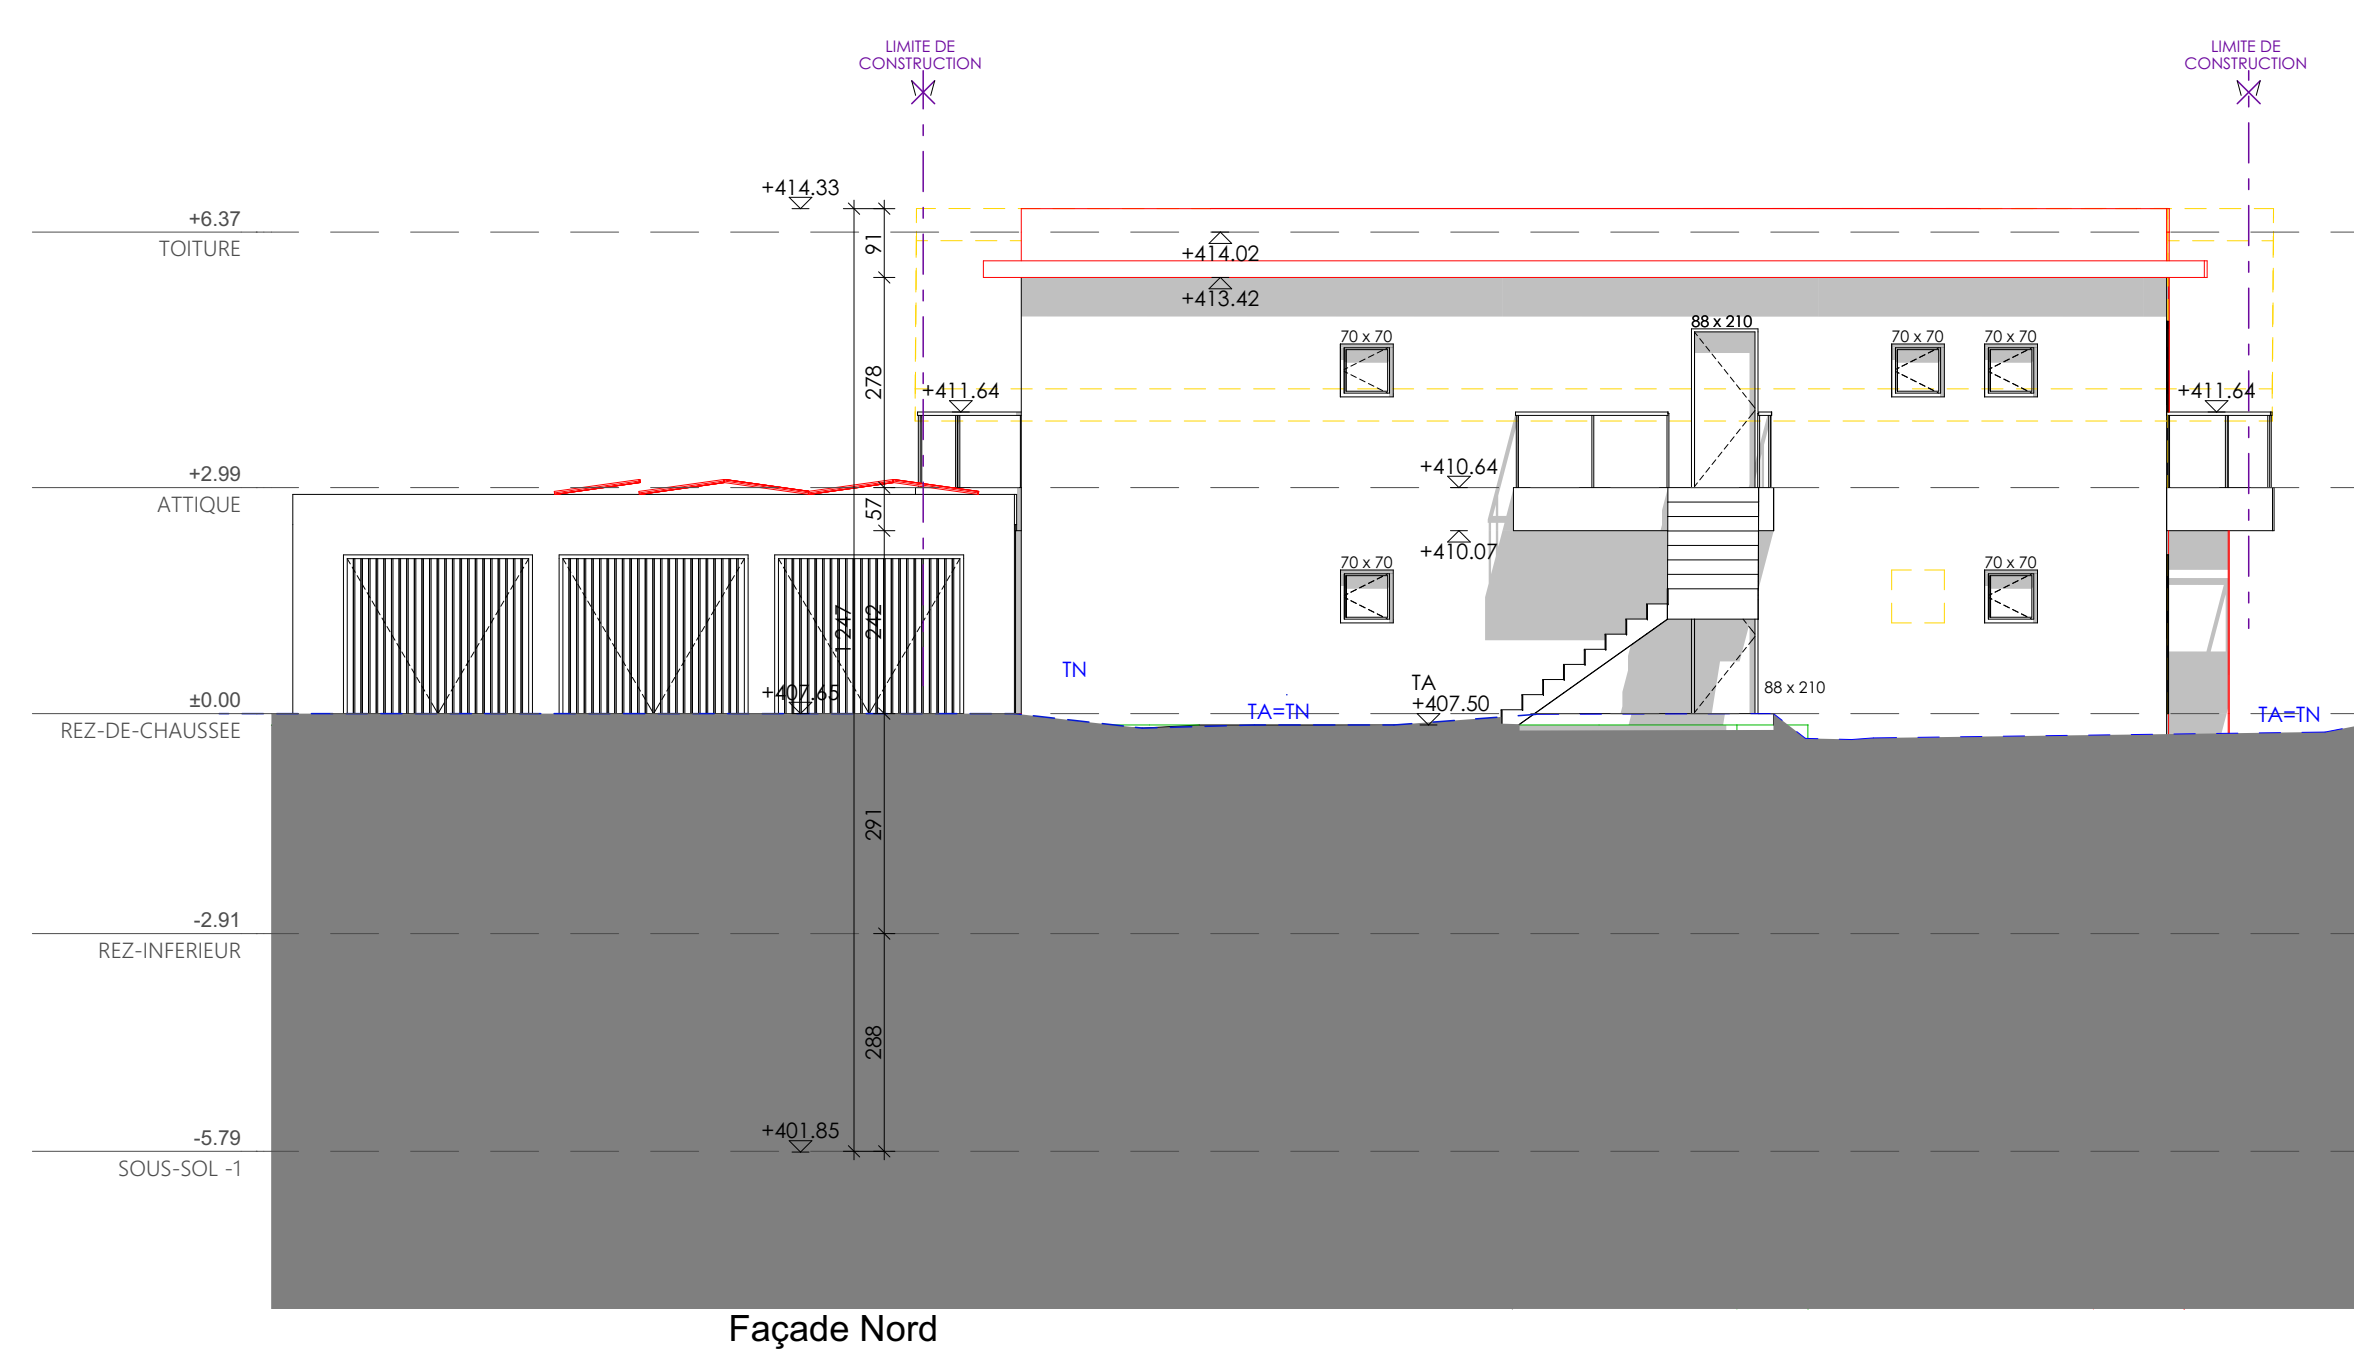 LIMITE DE
CONSTRUCTION
LIMITE DE
CONSTRUCTION
+414.33
+6.37
TOITURE
91
+414.02
+413.42
88 x 210
70 x 70
70 x 70
70 x 70
278
+411.64
+411.64
+2.99
ATTIQUE
+410.64
57
+410.07
70 x 70
70 x 70
1247
242
TN
TA
+407.50
88 x 210
+407.65
±0.00
REZ-DE-CHAUSSEE
TA=TN
TA=TN
291
-2.91
REZ-INFERIEUR
288
+401.85
-5.79
SOUS-SOL -1
Façade Nord